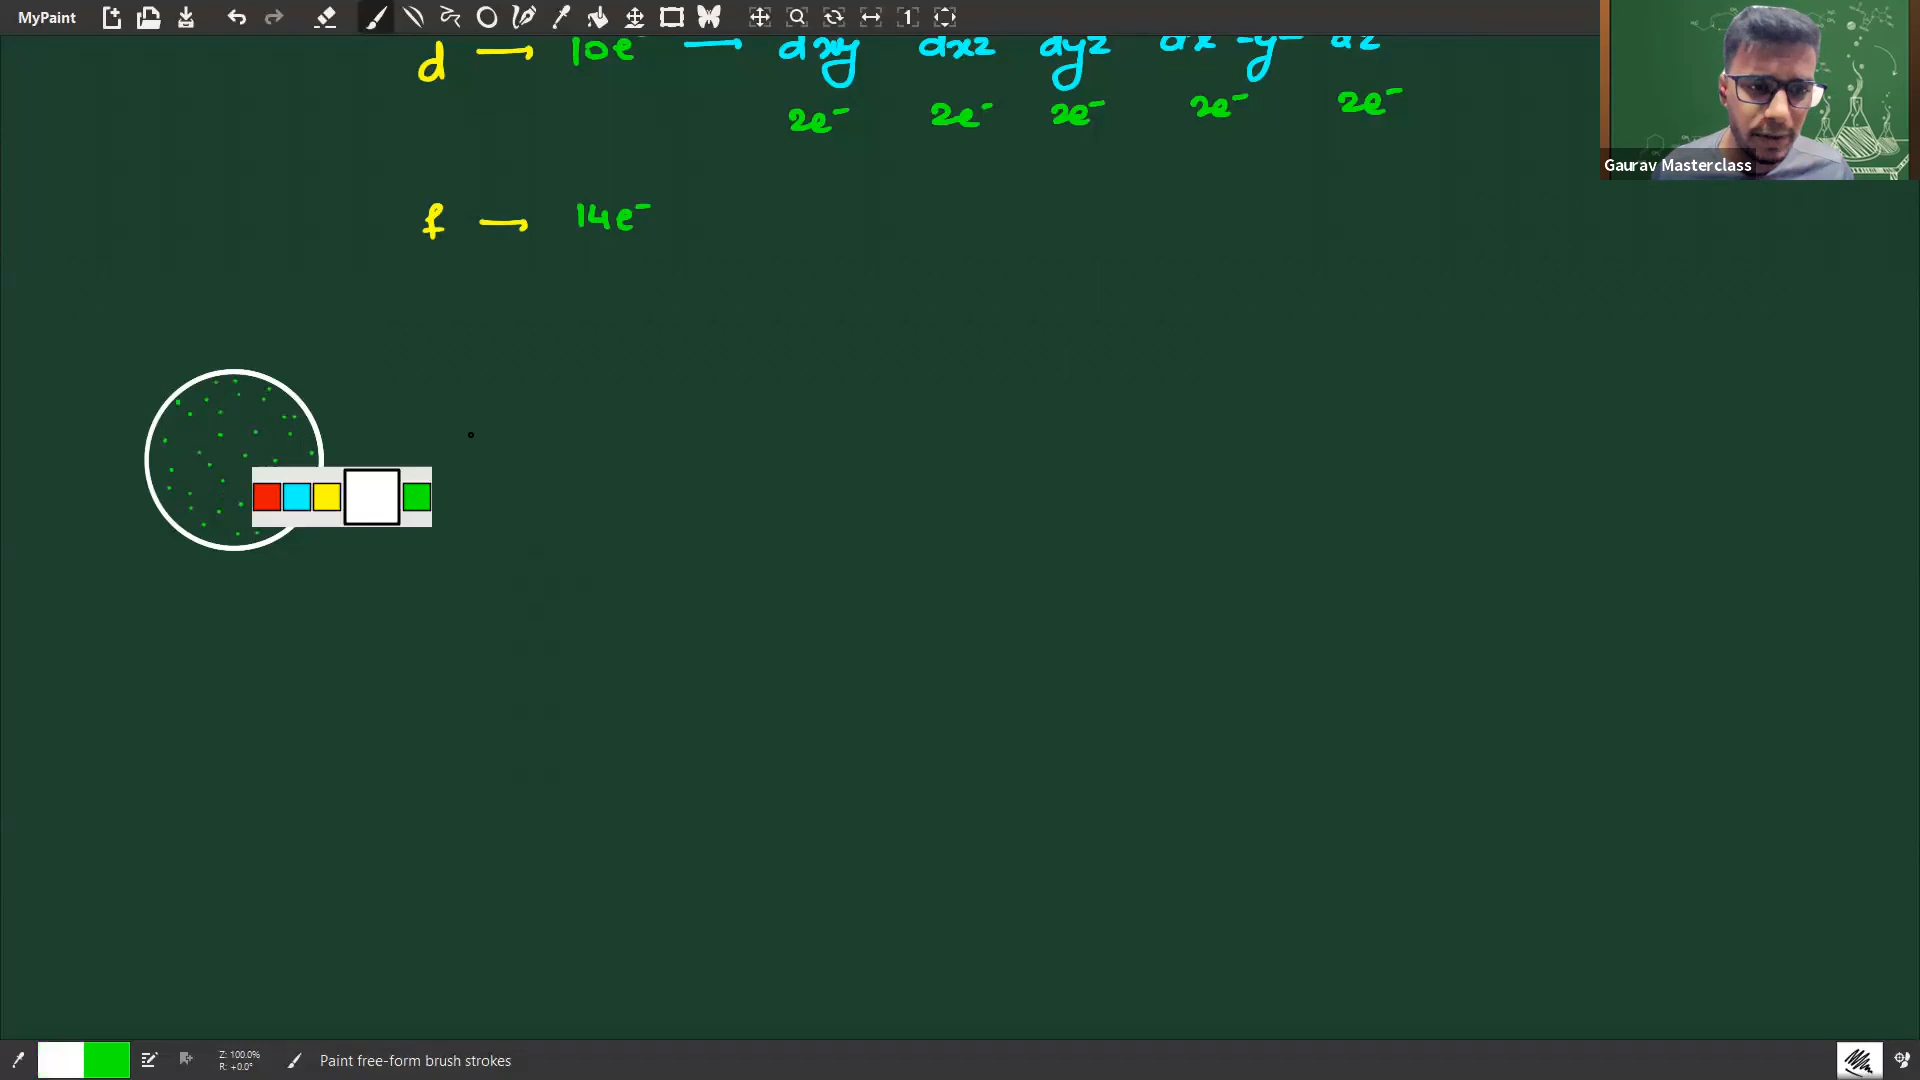 MyPaint
d → 10e⁻ → dxy dxz dyz
2e⁻ 2e⁻ 2e⁻ 2e⁻ 2e⁻
Gaurav Masterclass
f → 14e⁻
Z: 100.0%
R: +0.0°
Paint free-form brush strokes